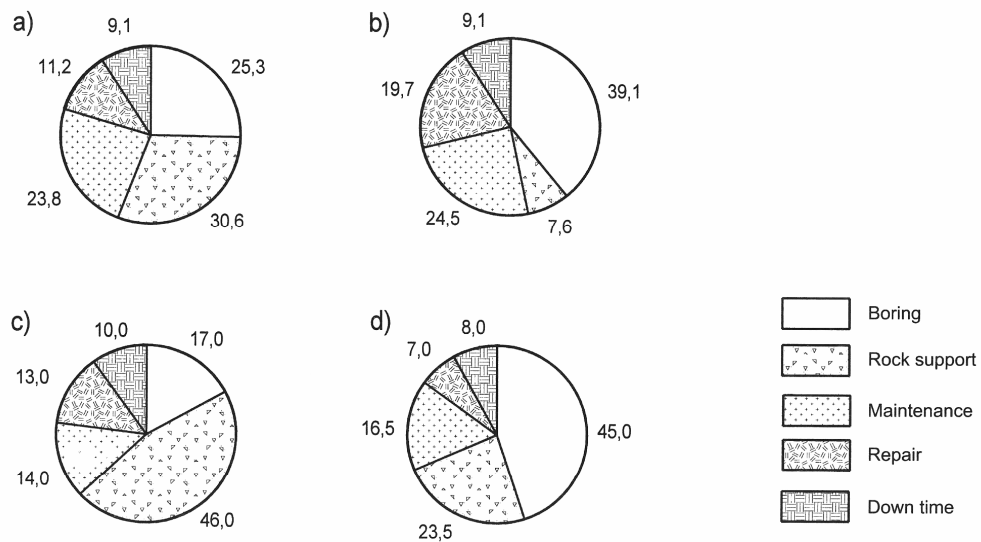 a)
9,1
25,3
11,2
23,8
30,6
b)
9,1
39,1
19,7
24,5
7,6
c)
10,0
17,0
13,0
14,0
46,0
d)
8,0
7,0
45,0
16,5
23,5
Boring
Rock support
Maintenance
Repair
Down time